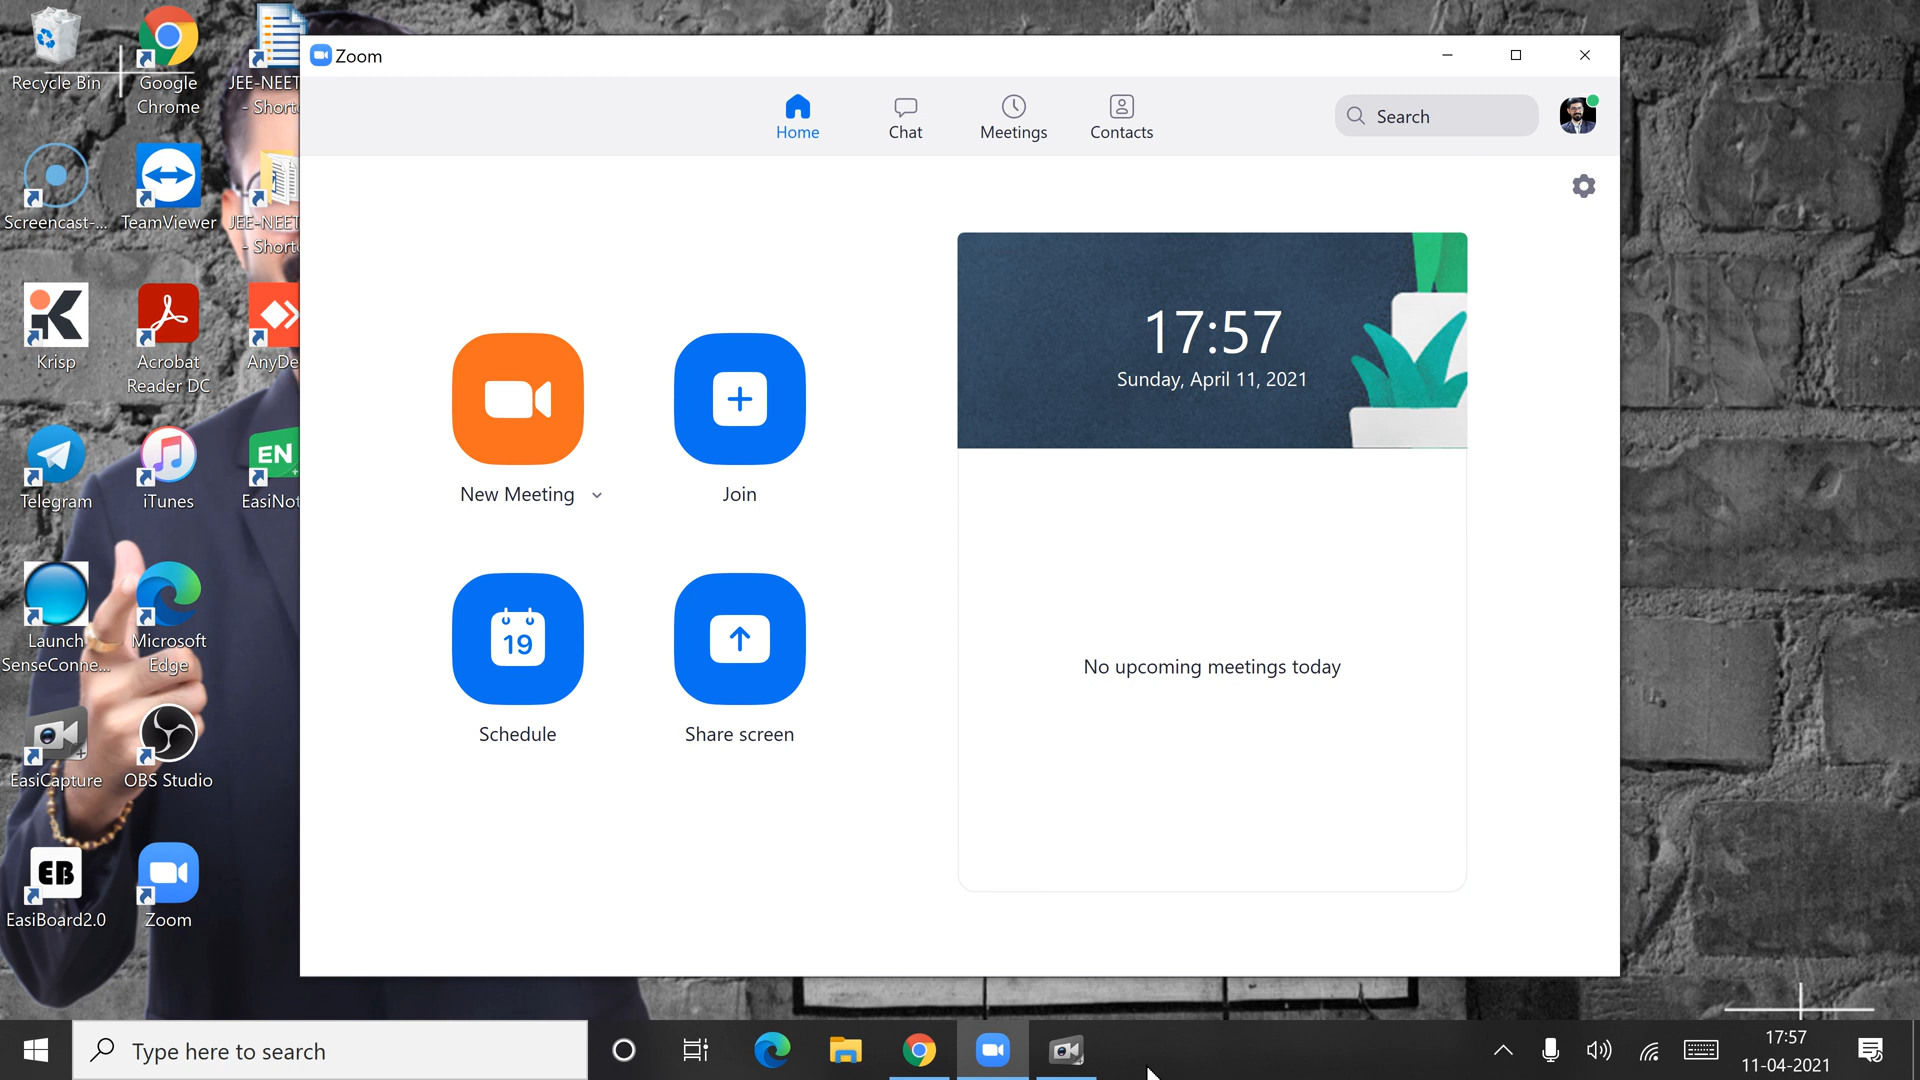 Recycle Bin
Google
Chrome
JEE-NEET
- Short
Screencast-...
TeamViewer
JEE-NEET
- Short
Krisp
Acrobat
Reader DC
AnyDe
Telegram
iTunes
EN
EasiNot
Launch
SenseConne...
Microsoft
Edge
EasiCapture
OBS Studio
EB
EasiBoard2.0
Zoom
Zoom
Home
Chat
Meetings
Contacts
Search
New Meeting
Join
19
Schedule
Share screen
17:57
Sunday, April 11, 2021
No upcoming meetings today
Type here to search
17:57
11-04-2021